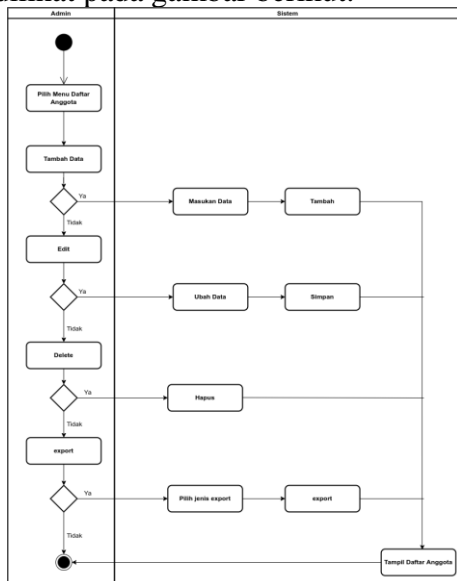 dilihat pada gambar berikut.
Admin
Sistem
Pilih Menu Daftar
Anggota
Tambah Data
Ya
Masukan Data
Tambah
Tidak
Edit
Ya
Ubah Data
Simpan
Tidak
Delete
Ya
Hapus
Tidak
export
Ya
Pilih jenis export
export
Tidak
Tampil Daftar Anggota